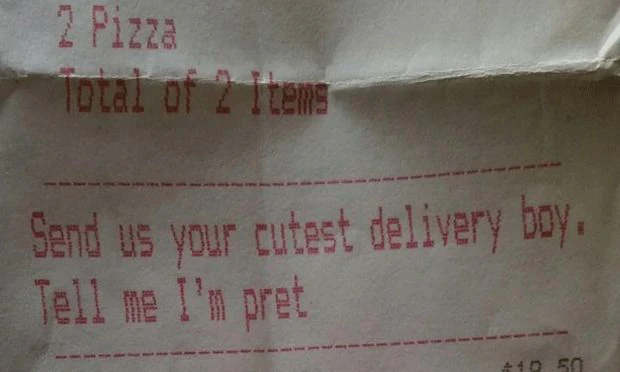 2 Pizza
Total of 2 Items
Send us your cutest delivery boy.
Tell me I'm pret